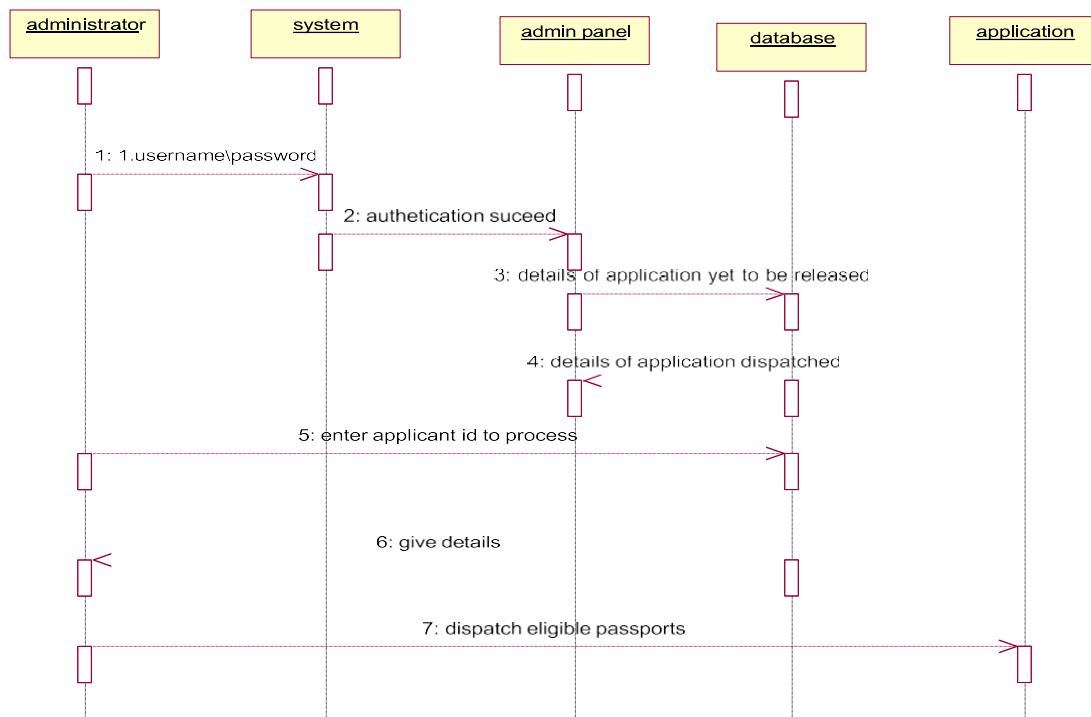 administrator
system
admin panel
database
application
1: 1.username\password
2: authetication suceed
3: details of application yet to be released
4: details of application dispatched
5: enter applicant id to process
6: give details
7: dispatch eligible passports